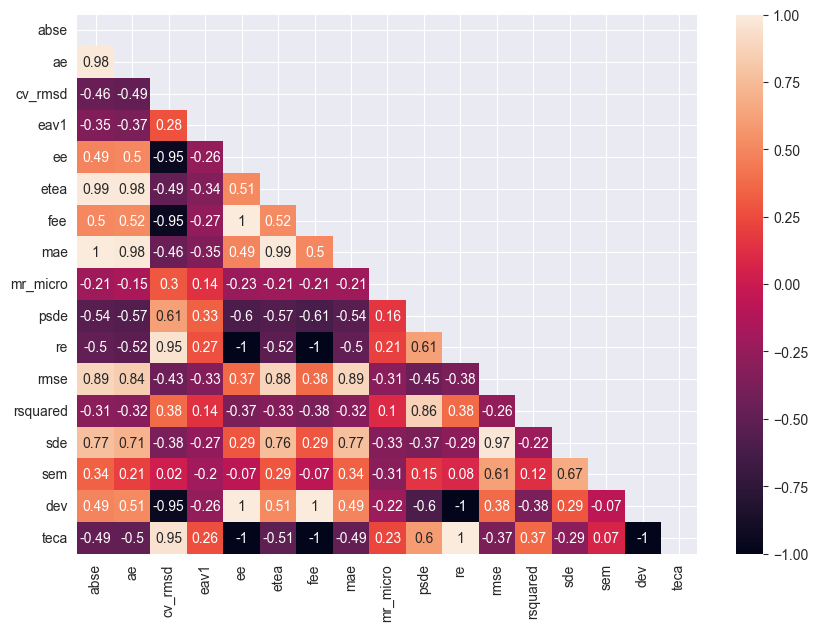 abse
ae 0.98
cv_rmsd -0.46 -0.49
eav1 -0.35 -0.37 0.28
ee 0.49 0.5 -0.95 -0.26
etea 0.99 0.98 -0.49 -0.34 0.51
fee 0.5 0.52 -0.95 -0.27 1 0.52
mae 1 0.98 -0.46 -0.35 0.49 0.99 0.5
mr_micro -0.21 -0.15 0.3 0.14 -0.23 -0.21 -0.21 -0.21
psde -0.54 -0.57 0.61 0.33 -0.6 -0.57 -0.61 -0.54 0.16
re -0.5 -0.52 0.95 0.27 -1 -0.52 -1 -0.5 0.21 0.61
rmse 0.89 0.84 -0.43 -0.33 0.37 0.88 0.38 0.89 -0.31 -0.45 -0.38
rsquared -0.31 -0.32 0.38 0.14 -0.37 -0.33 -0.38 -0.32 0.1 0.86 0.38 -0.26
sde 0.77 0.71 -0.38 -0.27 0.29 0.76 0.29 0.77 -0.33 -0.37 -0.29 0.97 -0.22
sem 0.34 0.21 0.02 -0.2 -0.07 0.29 -0.07 0.34 -0.31 0.15 0.08 0.61 0.12 0.67
dev 0.49 0.51 -0.95 -0.26 1 0.51 1 0.49 -0.22 -0.6 -1 0.38 -0.38 0.29 -0.07
teca -0.49 -0.5 0.95 0.26 -1 -0.51 -1 -0.49 0.23 0.6 1 -0.37 0.37 -0.29 0.07 -1
abse ae cv_rmsd eav1 ee etea fee mae mr_micro psde re rmse rsquared sde sem dev teca
1.00
0.75
0.50
0.25
0.00
-0.25
-0.50
-0.75
-1.00